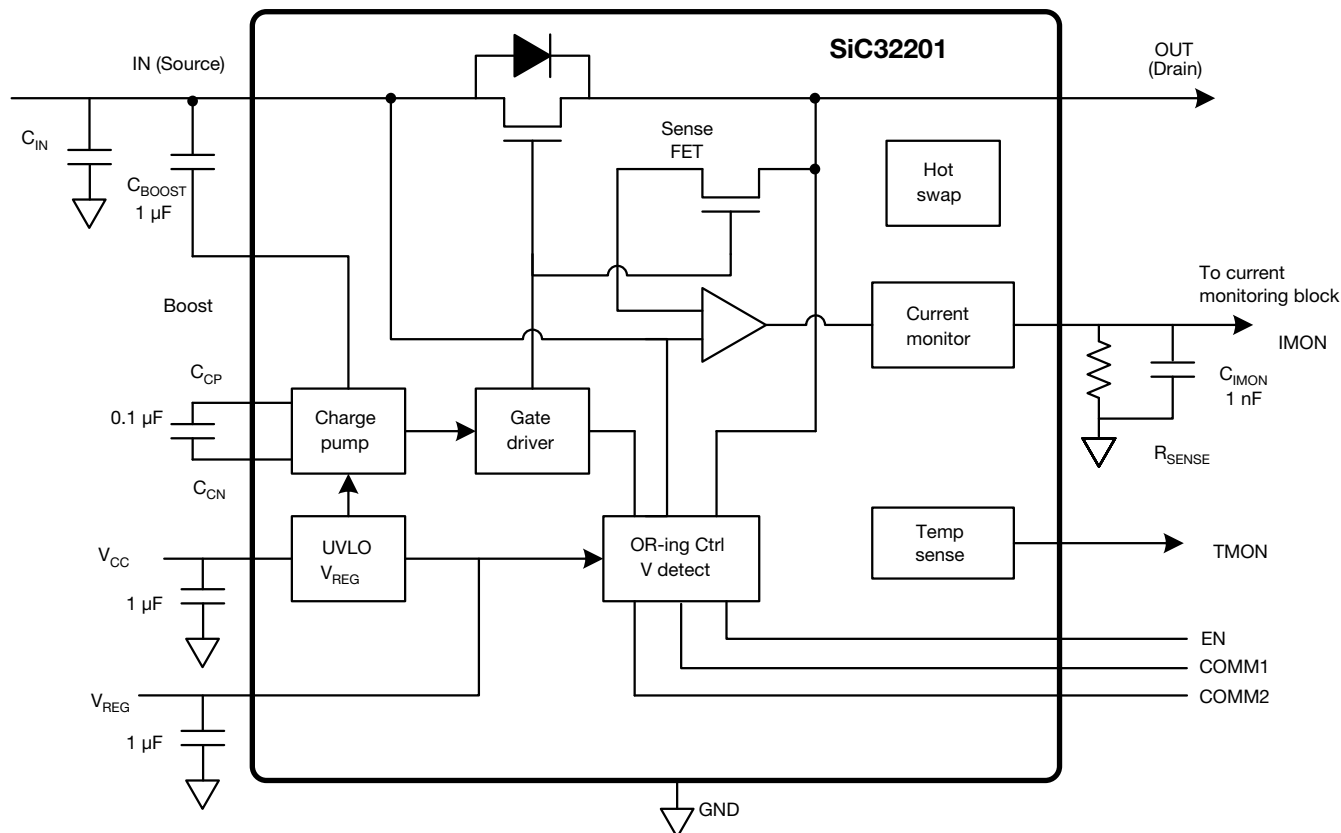 SiC32201
IN (Source)
OUT
(Drain)
C_IN
C_BOOST
1 µF
Sense
FET
Hot
swap
Boost
To current
monitoring block
Current
monitor
IMON
C_CP
0.1 µF
Charge
pump
Gate
driver
C_IMON
1 nF
C_CN
R_SENSE
V_CC
UVLO
V_REG
OR-ing Ctrl
V detect
Temp
sense
TMON
1 µF
EN
COMM1
V_REG
COMM2
1 µF
GND